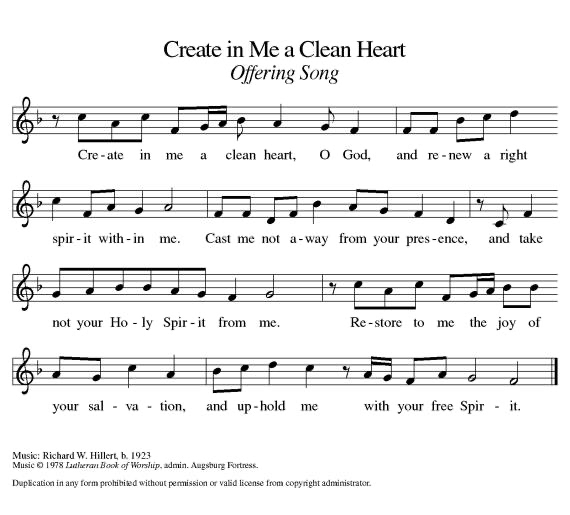 Create in Me a Clean Heart
Offering Song
Cre - ate in me a clean heart, O God, and re - new a right
spir - it with - in me. Cast me not a - way from your pres - ence, and take
not your Ho - ly Spir - it from me. Re - store to me the joy of
your sal - va - tion, and up - hold me with your free Spir - it.
Music: Richard W. Hillert, b. 1923
Music © 1978 Lutheran Book of Worship, admin. Augsburg Fortress.
Duplication in any form prohibited without permission or valid license from copyright administrator.